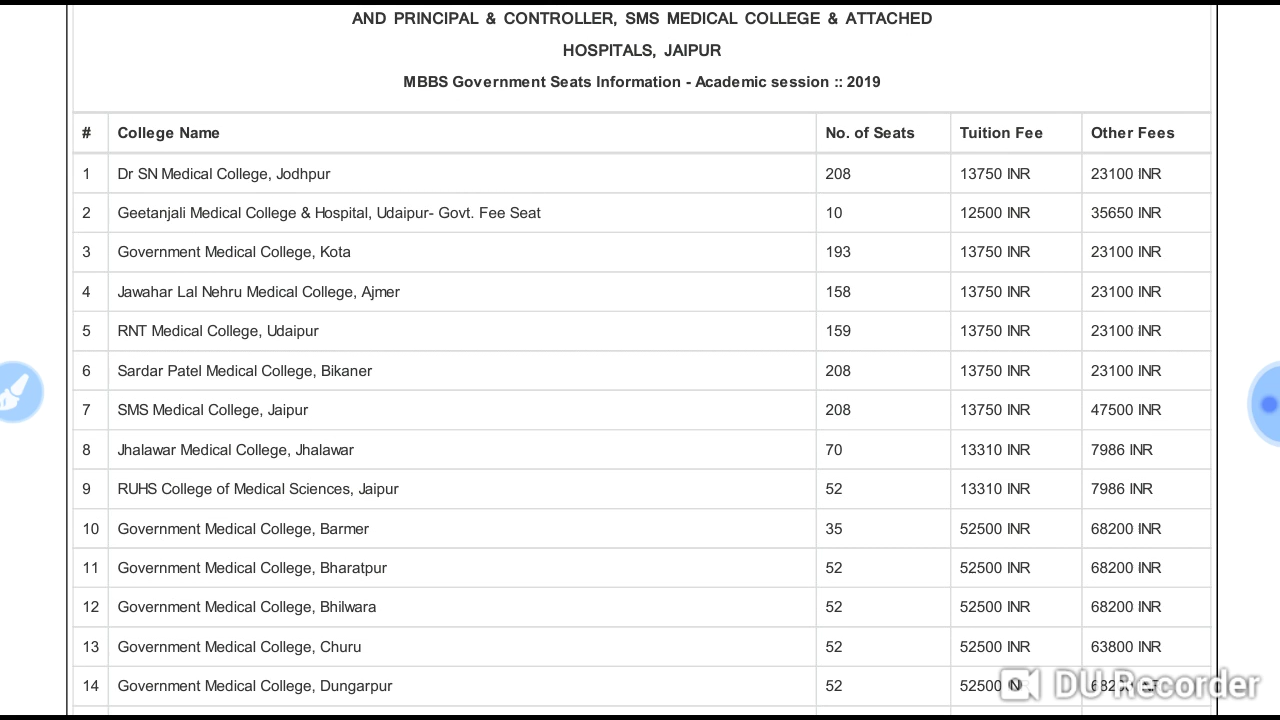 AND PRINCIPAL & CONTROLLER, SMS MEDICAL COLLEGE & ATTACHED
HOSPITALS, JAIPUR
MBBS Government Seats Information - Academic session :: 2019
# College Name No. of Seats Tuition Fee Other Fees
1 Dr SN Medical College, Jodhpur 208 13750 INR 23100 INR
2 Geetanjali Medical College & Hospital, Udaipur- Govt. Fee Seat 10 12500 INR 35650 INR
3 Government Medical College, Kota 193 13750 INR 23100 INR
4 Jawahar Lal Nehru Medical College, Ajmer 158 13750 INR 23100 INR
5 RNT Medical College, Udaipur 159 13750 INR 23100 INR
6 Sardar Patel Medical College, Bikaner 208 13750 INR 23100 INR
7 SMS Medical College, Jaipur 208 13750 INR 47500 INR
8 Jhalawar Medical College, Jhalawar 70 13310 INR 7986 INR
9 RUHS College of Medical Sciences, Jaipur 52 13310 INR 7986 INR
10 Government Medical College, Barmer 35 52500 INR 68200 INR
11 Government Medical College, Bharatpur 52 52500 INR 68200 INR
12 Government Medical College, Bhilwara 52 52500 INR 68200 INR
13 Government Medical College, Churu 52 52500 INR 63800 INR
14 Government Medical College, Dungarpur 52 52500
DU Recorder